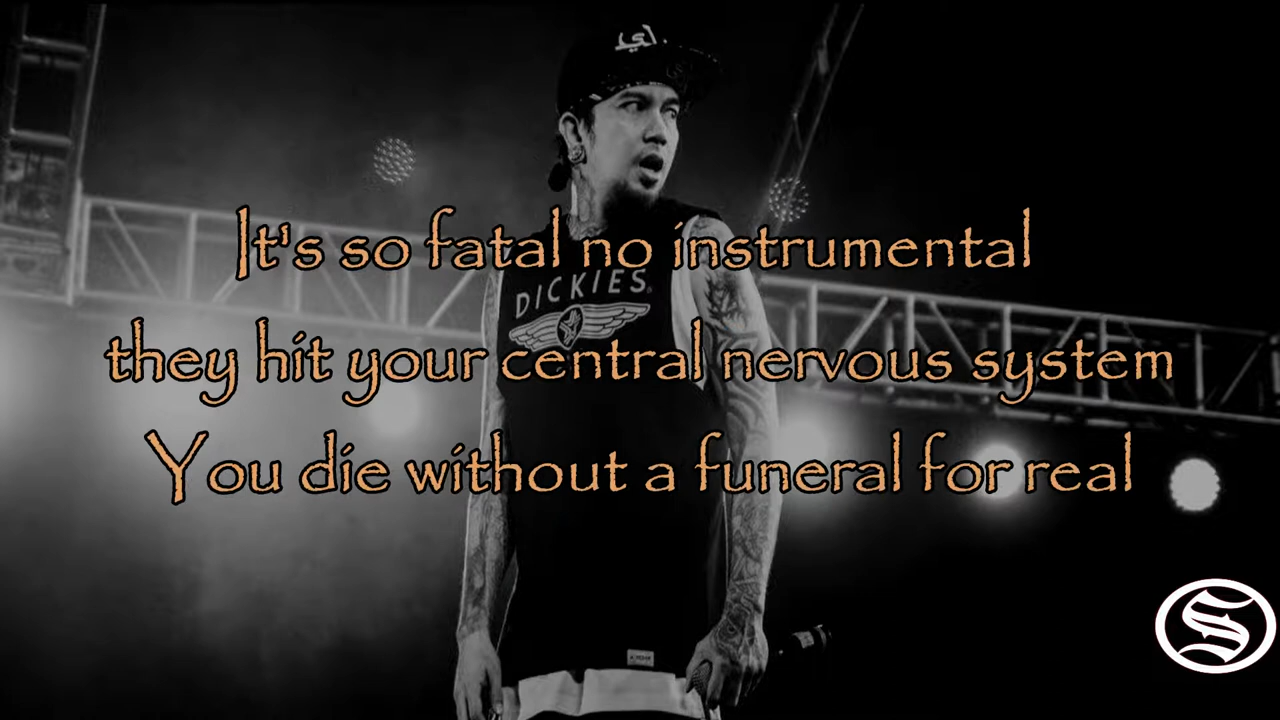 It's so fatal no instrumental
DICKIES
they hit your central nervous system
You die without a funeral for real
S